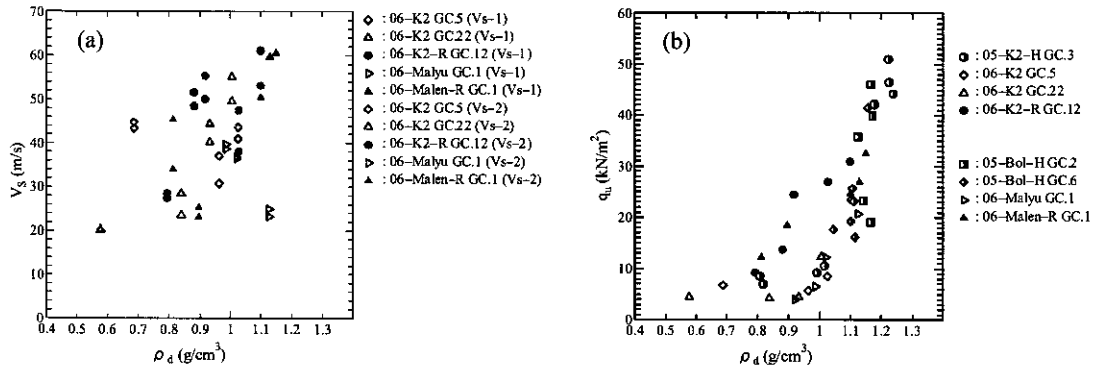 (a)
70
60
50
40
30
20
10
0
V_S (m/s)
0.4 0.5 0.6 0.7 0.8 0.9 1 1.1 1.2 1.3
ρ_d (g/cm³)
: 06-K2 GC.5 (Vs-1)
: 06-K2 GC.22 (Vs-1)
: 06-K2-R GC.12 (Vs-1)
: 06-Malyu GC.1 (Vs-1)
: 06-Malen-R GC.1 (Vs-1)
: 06-K2 GC.5 (Vs-2)
: 06-K2 GC.22 (Vs-2)
: 06-K2-R GC.12 (Vs-2)
: 06-Malyu GC.1 (Vs-2)
: 06-Malen-R GC.1 (Vs-2)
(b)
60
50
40
30
20
10
0
q_u (kN/m²)
0.4 0.5 0.6 0.7 0.8 0.9 1 1.1 1.2 1.3
ρ_d (g/cm³)
: 05-K2-H GC.3
: 06-K2 GC.5
: 06-K2 GC.22
: 06-K2-R GC.12
: 05-Bol-H GC.2
: 05-Bol-H GC.6
: 06-Malyu GC.1
: 06-Malen-R GC.1